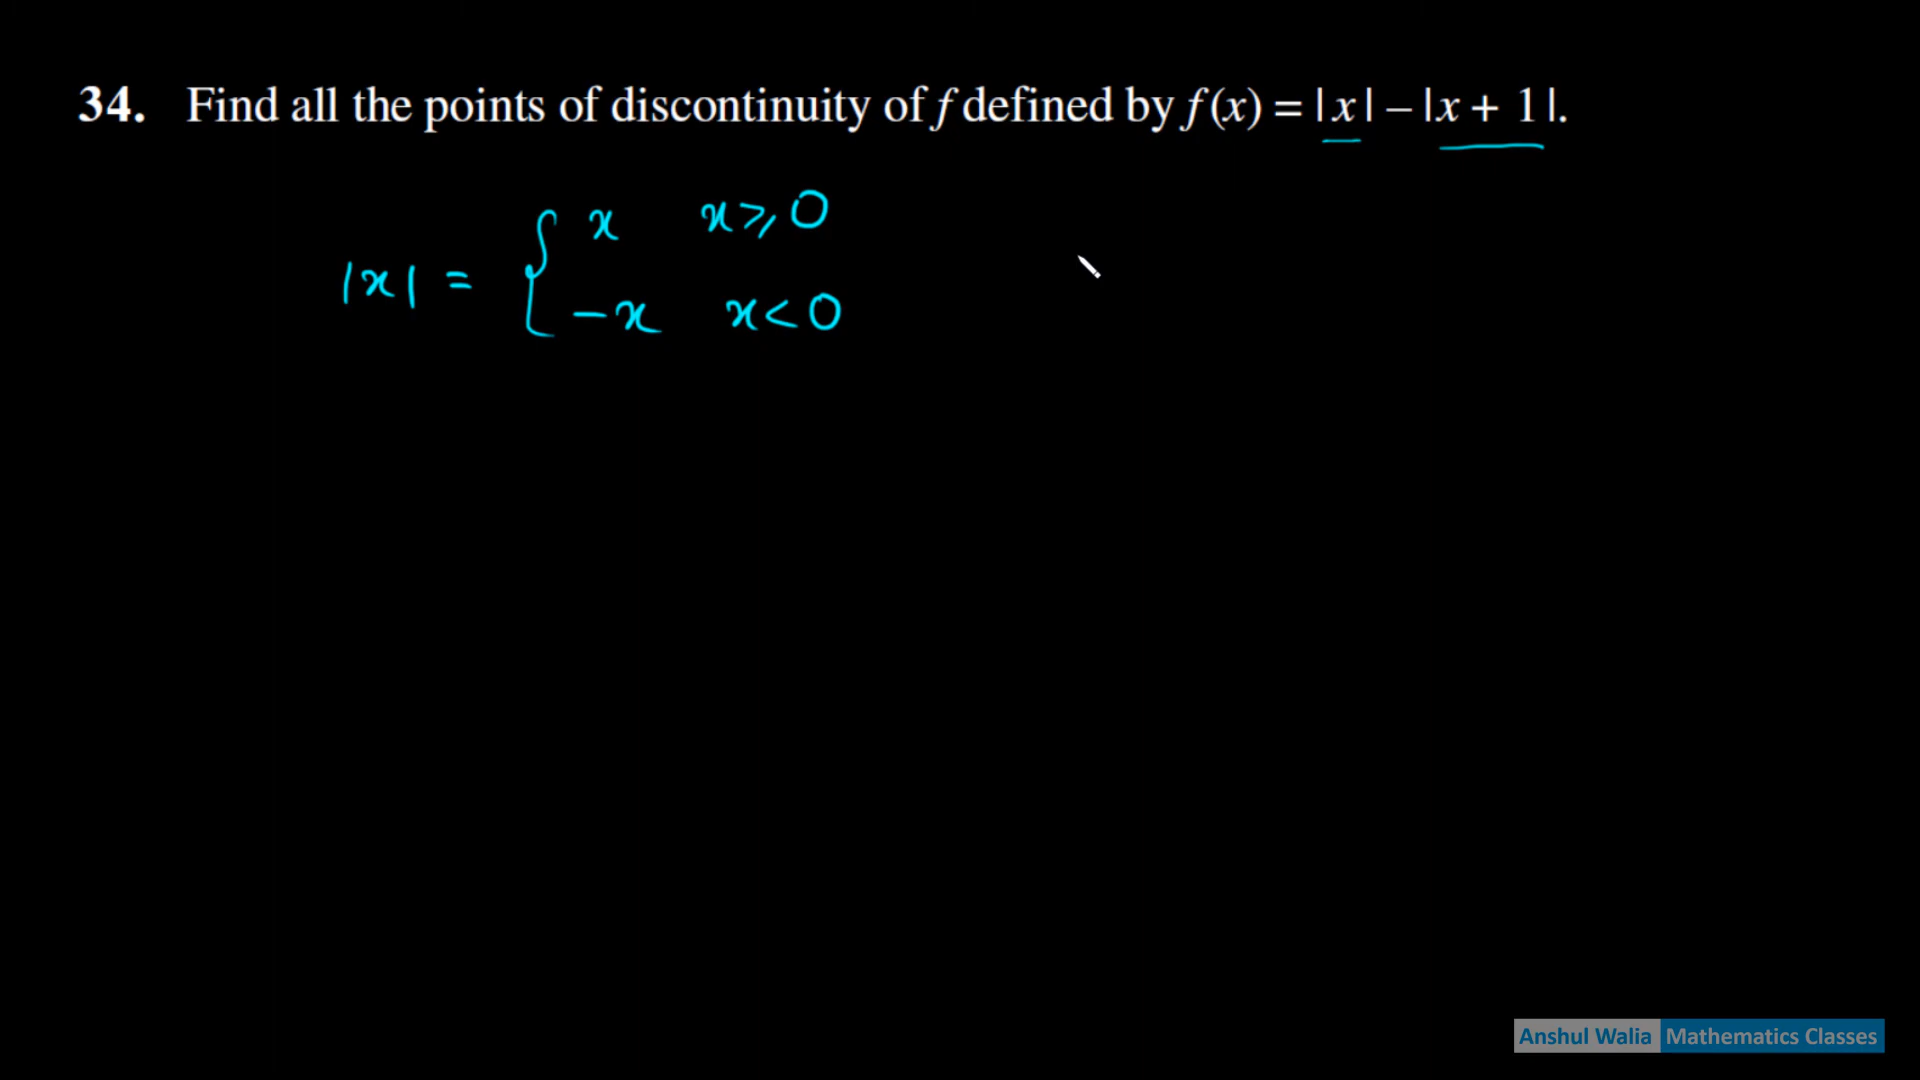 34. Find all the points of discontinuity of f defined by f(x) = |x| – |x + 1|.
|x| = { x x ⩾ 0
-x x < 0
Anshul Walia Mathematics Classes